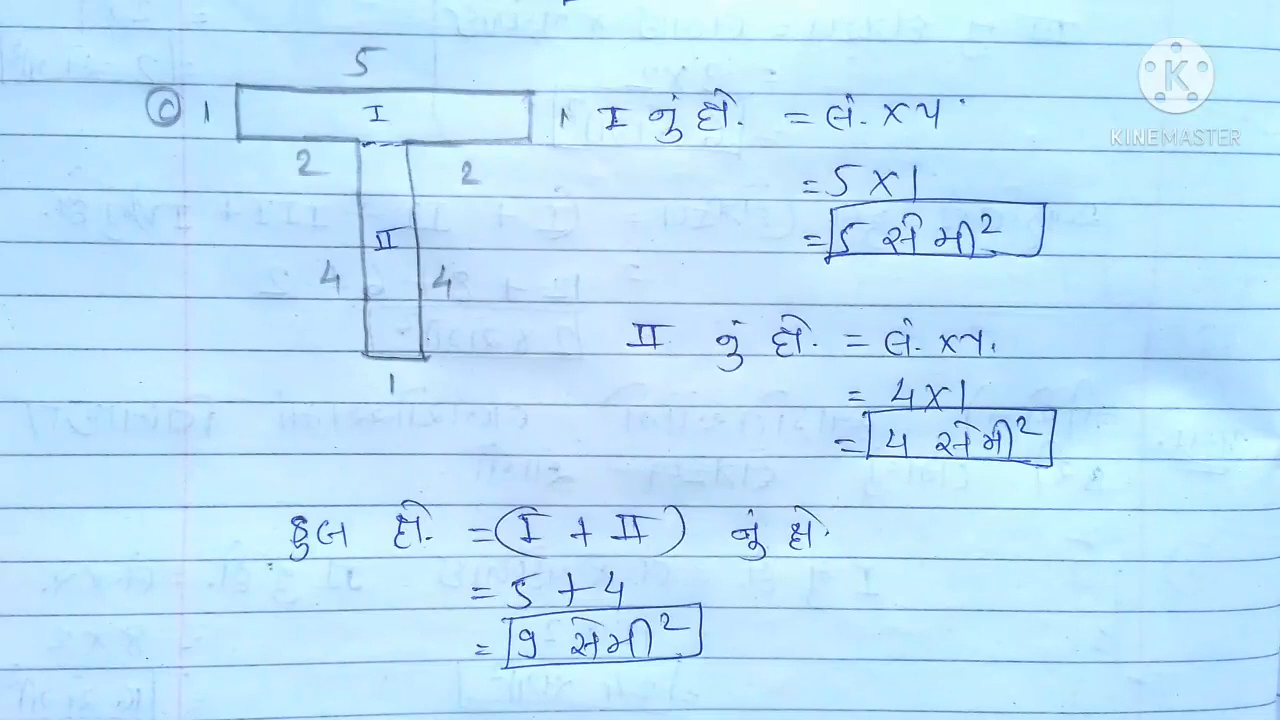 5
© 1 I 1 I નું ક્ષે. = લં. × પ.
2 2
= 5 × 1
= 5 સેમી²
II
4 4
1
II નું ક્ષે. = લં. × પ.
= 4 × 1
= 4 સેમી²
કુલ ક્ષે. = (I + II) નું ક્ષે.
= 5 + 4
= 9 સેમી²
K
KINEMASTER